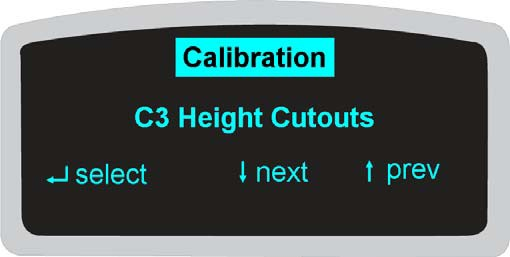 Calibration
C3 Height Cutouts
↵ select ↓ next ↑ prev